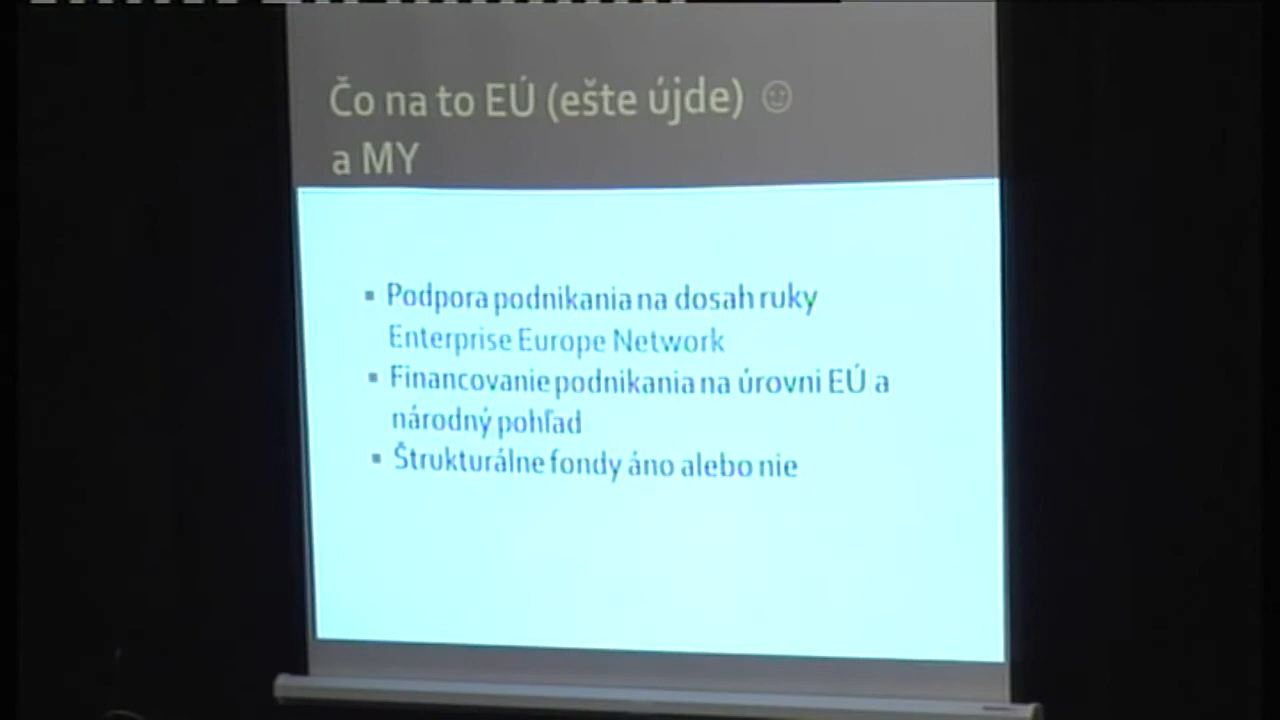 Čo na to EÚ (ešte újde) ☺
a MY
▪ Podpora podnikania na dosah ruky
Enterprise Europe Network
▪ Financovanie podnikania na úrovni EÚ a
národný pohľad
▪ Štrukturálne fondy áno alebo nie